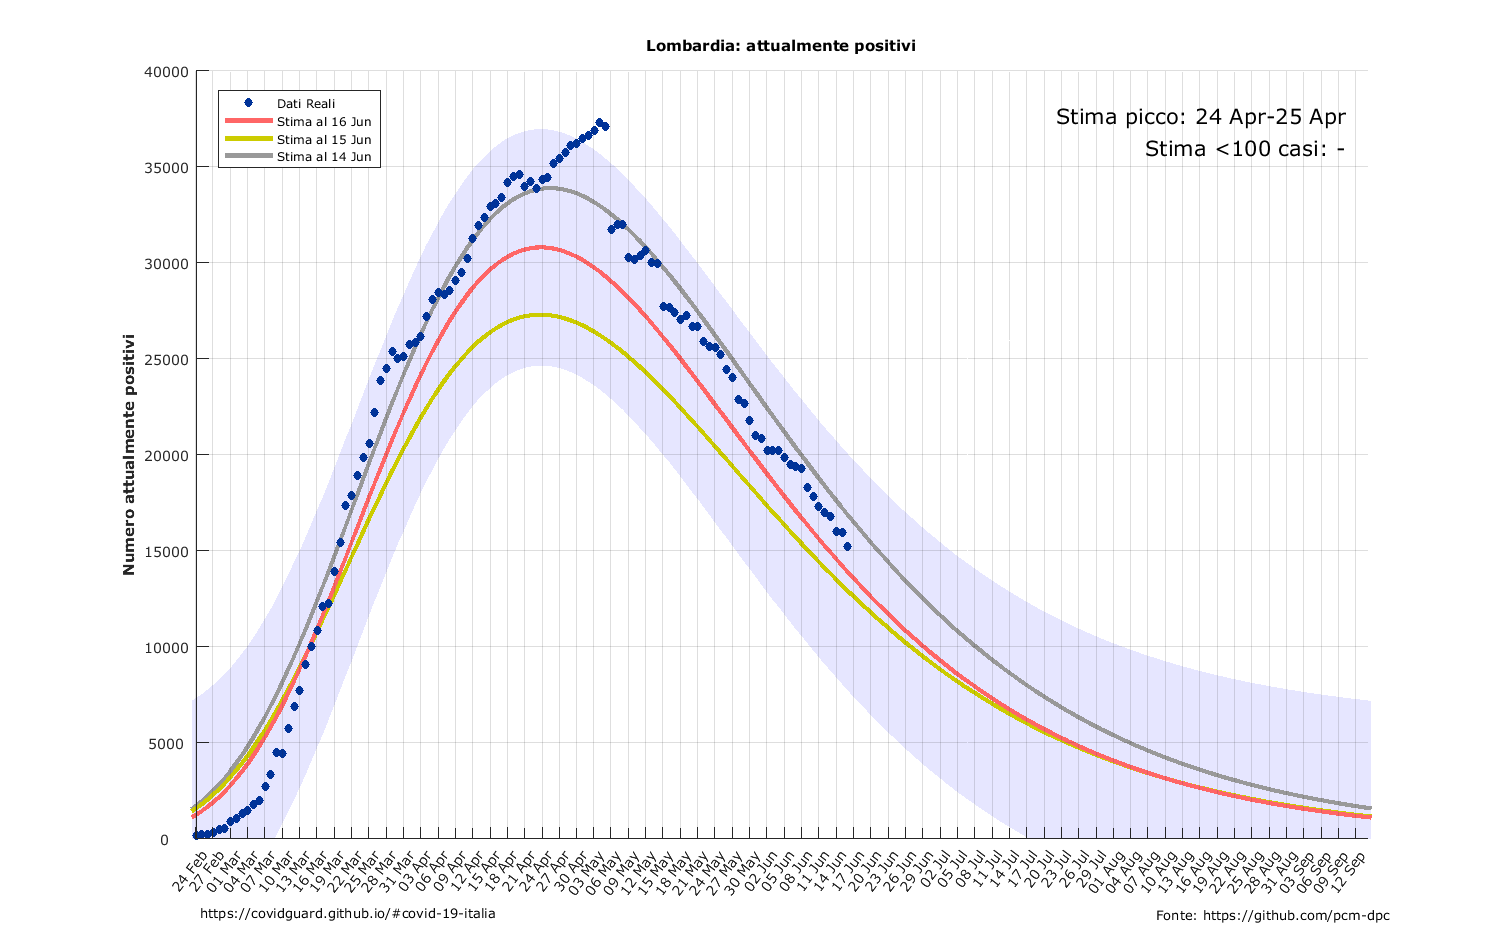 Lombardia: attualmente positivi
40000
35000
30000
25000
20000
15000
10000
5000
0
Numero attualmente positivi
Dati Reali
Stima al 16 Jun
Stima al 15 Jun
Stima al 14 Jun
Stima picco: 24 Apr-25 Apr
Stima <100 casi: -
24 Feb
27 Feb
01 Mar
04 Mar
07 Mar
10 Mar
13 Mar
16 Mar
19 Mar
22 Mar
25 Mar
28 Mar
31 Mar
03 Apr
06 Apr
09 Apr
12 Apr
15 Apr
18 Apr
21 Apr
24 Apr
27 Apr
30 Apr
03 May
06 May
09 May
12 May
15 May
18 May
21 May
24 May
27 May
30 May
02 Jun
05 Jun
08 Jun
11 Jun
14 Jun
17 Jun
20 Jun
23 Jun
26 Jun
29 Jun
02 Jul
05 Jul
08 Jul
11 Jul
14 Jul
17 Jul
20 Jul
23 Jul
26 Jul
29 Jul
01 Aug
04 Aug
07 Aug
10 Aug
13 Aug
16 Aug
19 Aug
22 Aug
25 Aug
28 Aug
31 Aug
03 Sep
06 Sep
09 Sep
12 Sep
https://covidguard.github.io/#covid-19-italia
Fonte: https://github.com/pcm-dpc